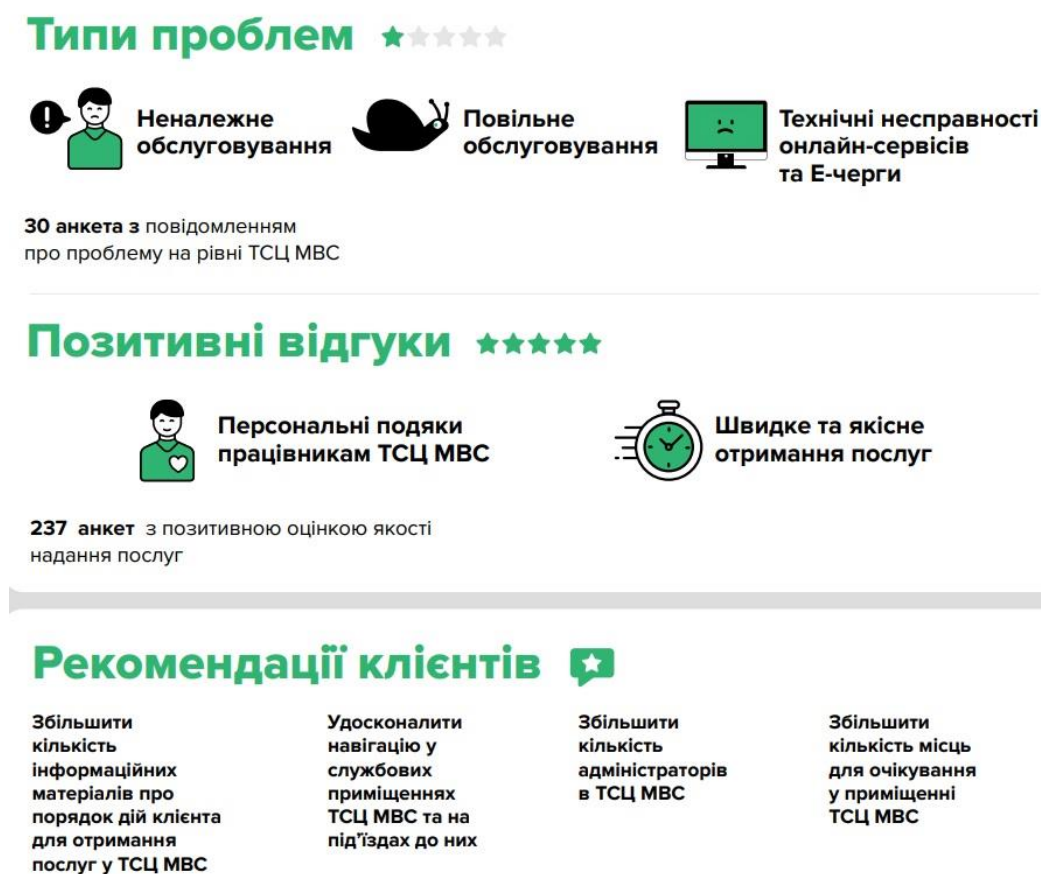 Типи проблем
Неналежне
обслуговування
Повільне
обслуговування
Технічні несправності
онлайн-сервісів
та Е-черги
30 анкета з повідомленням
про проблему на рівні ТСЦ МВС
Позитивні відгуки
Персональні подяки
працівникам ТСЦ МВС
Швидке та якісне
отримання послуг
237 анкет з позитивною оцінкою якості
надання послуг
Рекомендації клієнтів
Збільшити
кількість
інформаційних
матеріалів про
порядок дій клієнта
для отримання
послуг у ТСЦ МВС
Удосконалити
навігацію у
службових
приміщеннях
ТСЦ МВС та на
під’їздах до них
Збільшити
кількість
адміністраторів
в ТСЦ МВС
Збільшити
кількість місць
для очікування
у приміщенні
ТСЦ МВС